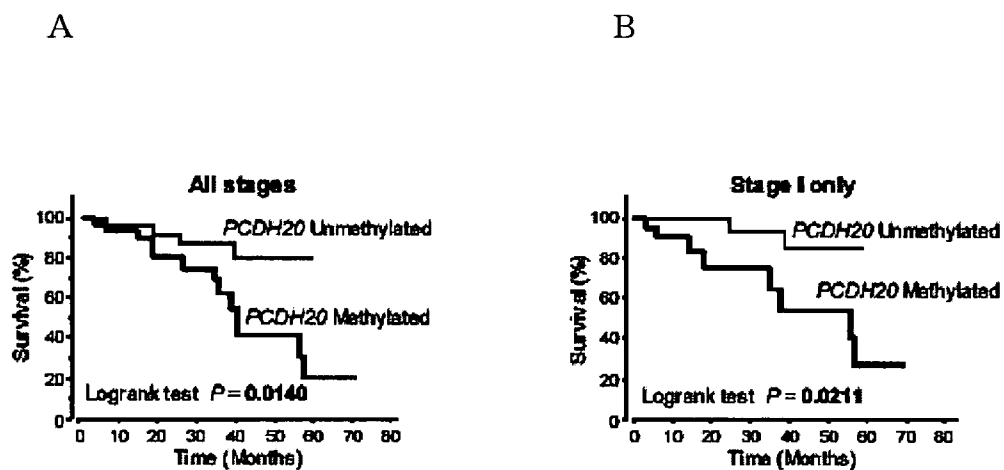 A
B
All stages
100
80
60
40
20
0
Survival (%)
PCDH20 Unmethylated
PCDH20 Methylated
Logrank test P = 0.0140
0 10 20 30 40 50 60 70 80
Time (Months)
Stage I only
100
80
60
40
20
0
Survival (%)
PCDH20 Unmethylated
PCDH20 Methylated
Logrank test P = 0.0211
0 10 20 30 40 50 60 70 80
Time (Months)